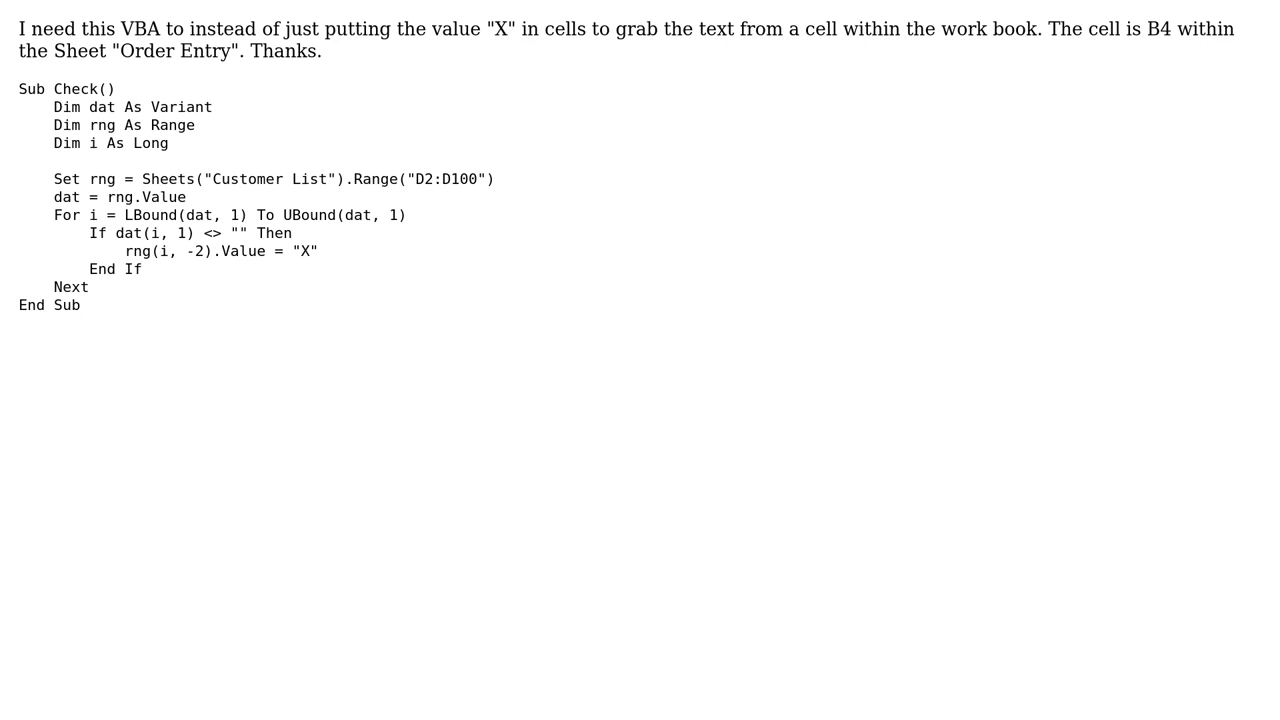 I need this VBA to instead of just putting the value "X" in cells to grab the text from a cell within the work book. The cell is B4 within
the Sheet "Order Entry". Thanks.
Sub Check()
    Dim dat As Variant
    Dim rng As Range
    Dim i As Long

    Set rng = Sheets("Customer List").Range("D2:D100")
    dat = rng.Value
    For i = LBound(dat, 1) To UBound(dat, 1)
        If dat(i, 1) <> "" Then
            rng(i, -2).Value = "X"
        End If
    Next
End Sub